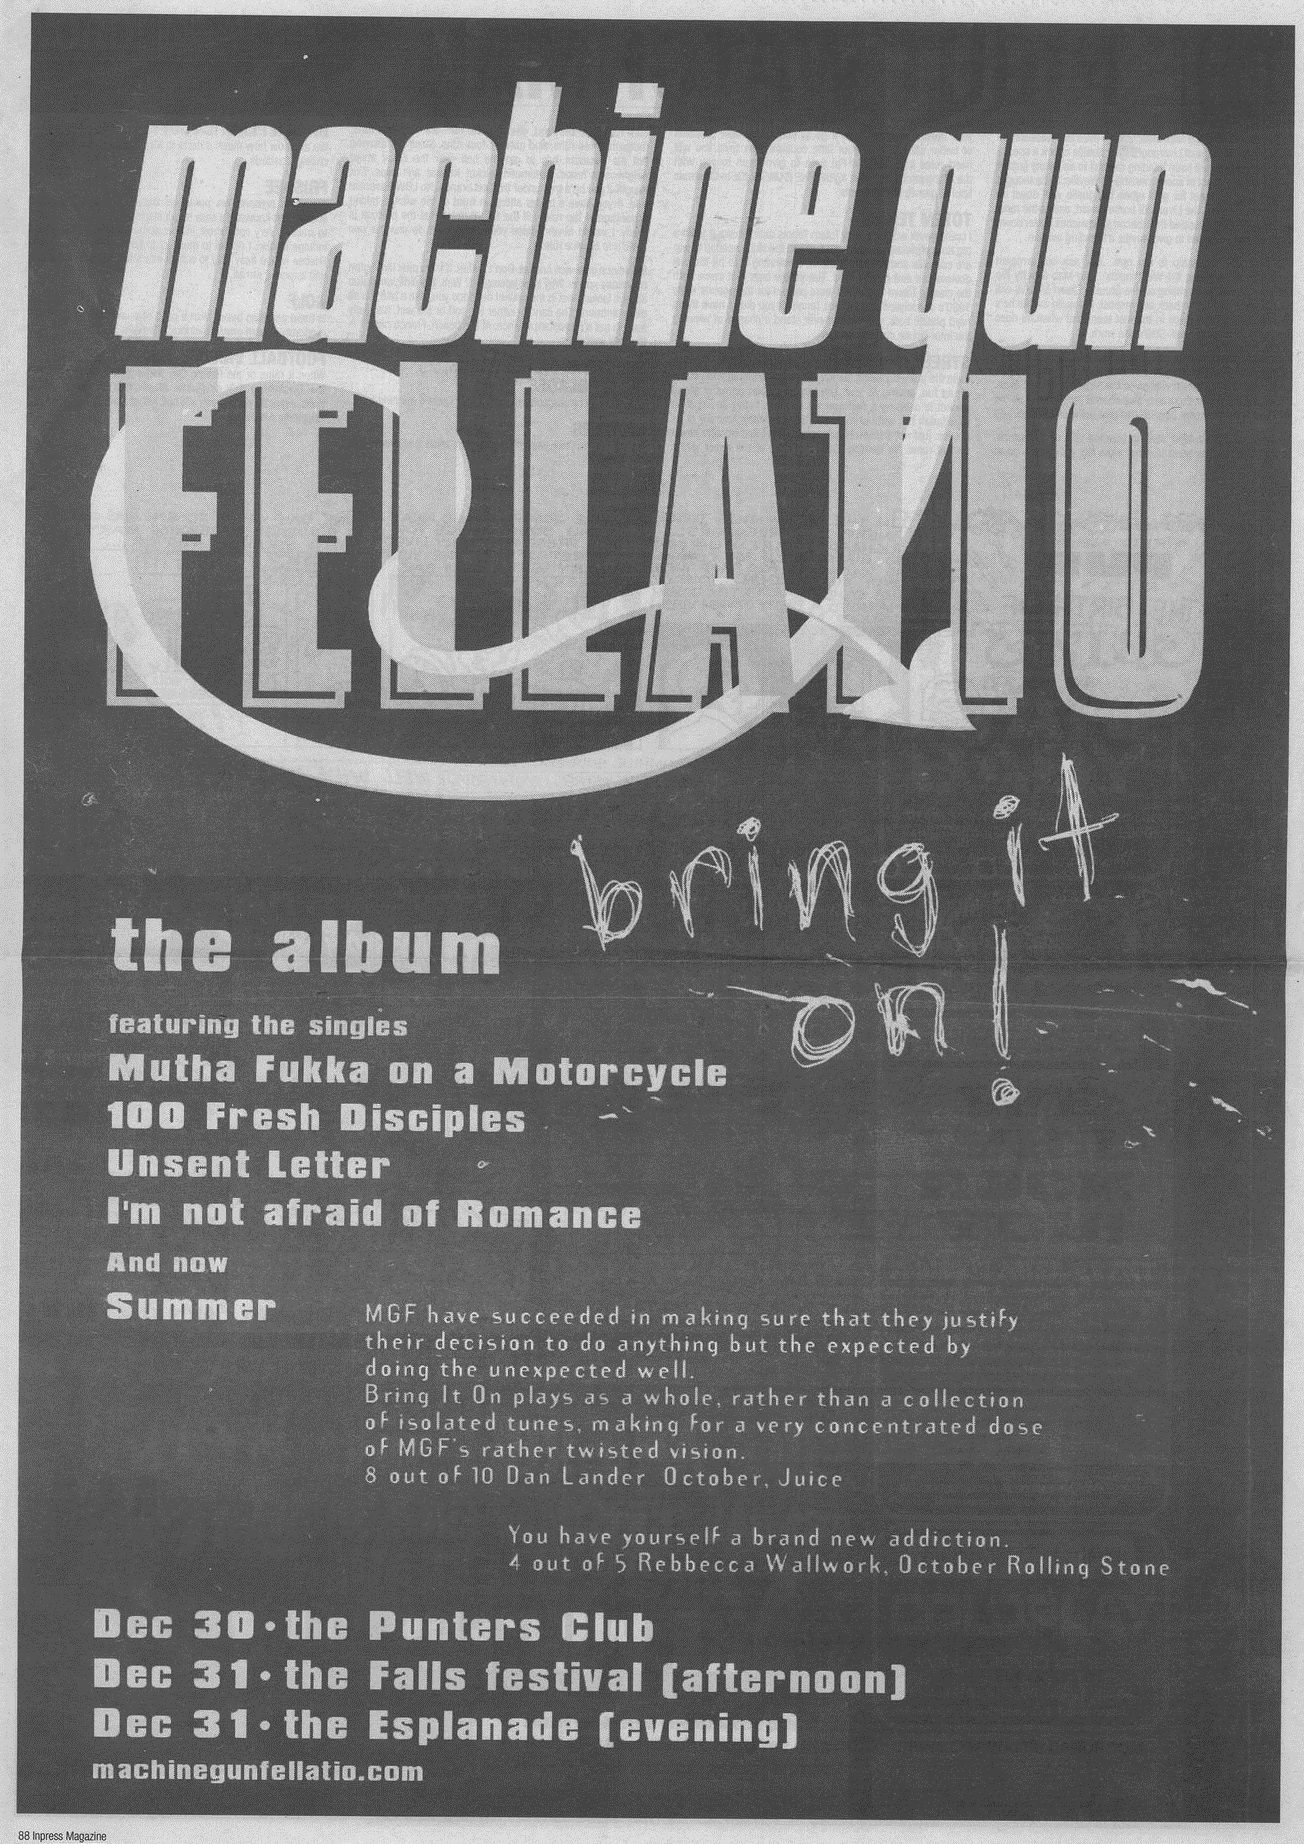 machine gun
FELLATIO
bring it
on!
the album
featuring the singles
Mutha Fukka on a Motorcycle
100 Fresh Disciples
Unsent Letter
I'm not afraid of Romance
And now
Summer
MGF have succeeded in making sure that they justify
their decision to do anything but the expected by
doing the unexpected well.
Bring It On plays as a whole, rather than a collection
of isolated tunes, making for a very concentrated dose
of MGF's rather twisted vision.
8 out of 10 Dan Lander October, Juice
You have yourself a brand new addiction.
4 out of 5 Rebbecca Wallwork, October Rolling Stone
Dec 30 • the Punters Club
Dec 31 • the Falls festival (afternoon)
Dec 31 • the Esplanade (evening)
machinegunfellatio.com
88 Inpress Magazine